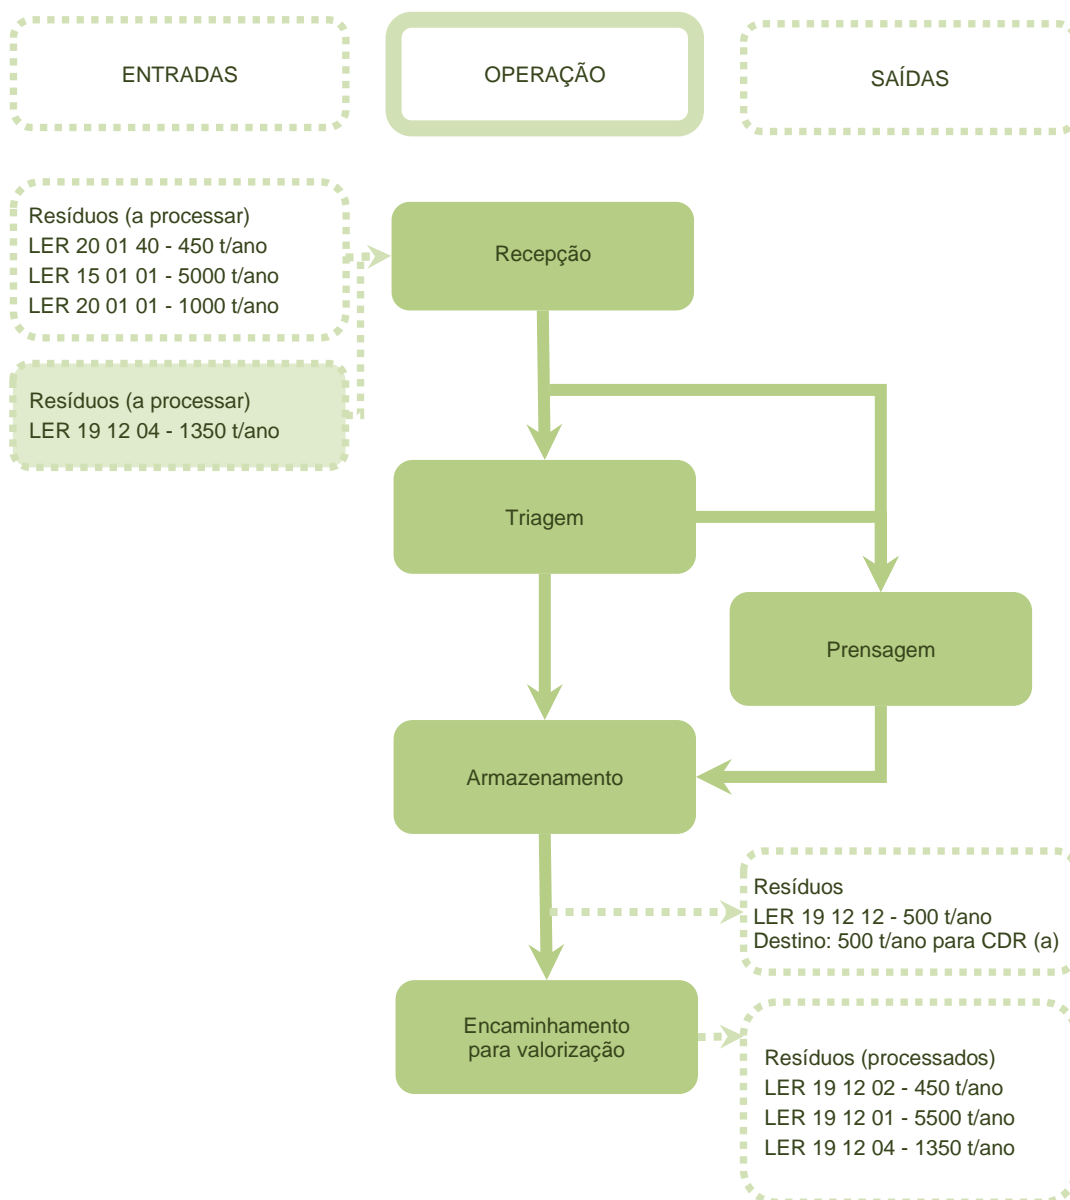 ENTRADAS
OPERAÇÃO
SAÍDAS
Resíduos (a processar)
LER 20 01 40 - 450 t/ano
LER 15 01 01 - 5000 t/ano
LER 20 01 01 - 1000 t/ano
Recepção
Resíduos (a processar)
LER 19 12 04 - 1350 t/ano
Triagem
Prensagem
Armazenamento
Resíduos
LER 19 12 12 - 500 t/ano
Destino: 500 t/ano para CDR (a)
Encaminhamento
para valorização
Resíduos (processados)
LER 19 12 02 - 450 t/ano
LER 19 12 01 - 5500 t/ano
LER 19 12 04 - 1350 t/ano